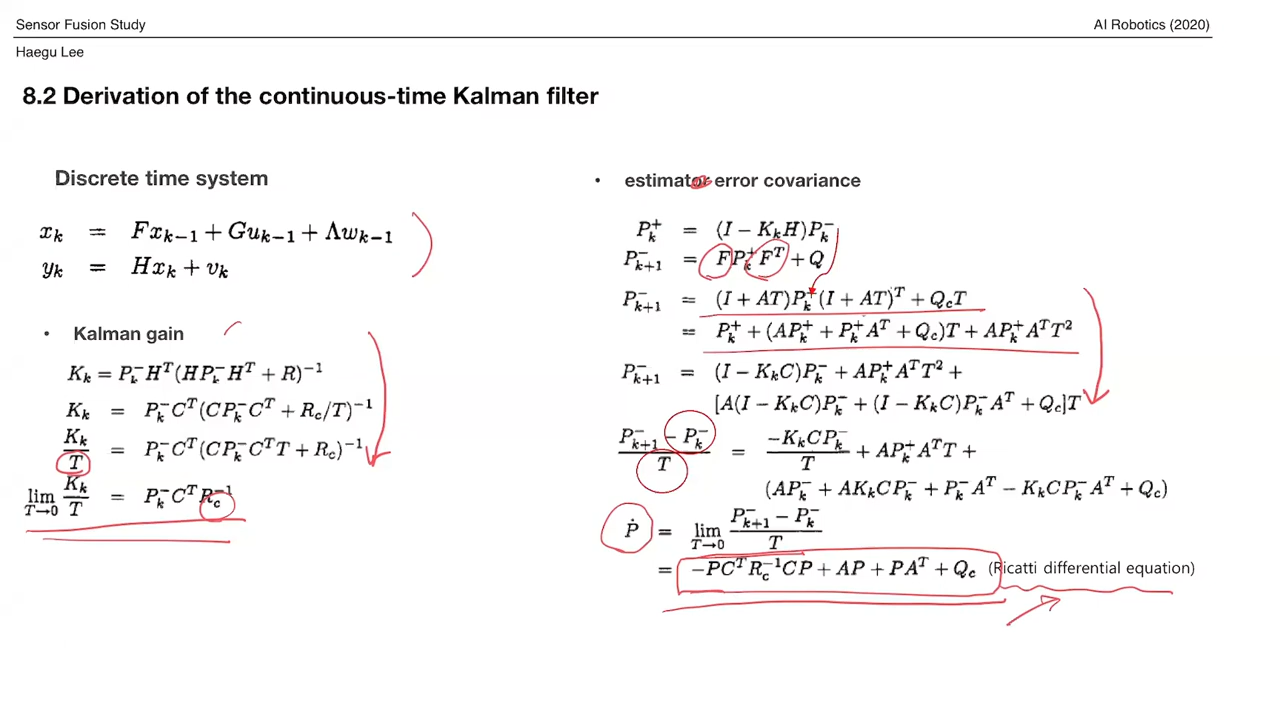 Sensor Fusion Study
AI Robotics (2020)
Haegu Lee
8.2 Derivation of the continuous-time Kalman filter
Discrete time system
x_k = Fx_{k-1} + Gu_{k-1} + Λw_{k-1}
y_k = Hx_k + v_k
• Kalman gain
K_k = P_k^- H^T (H P_k^- H^T + R)^{-1}
K_k = P_k^- C^T (C P_k^- C^T + R_c/T)^{-1}
K_k/T = P_k^- C^T (C P_k^- C^T T + R_c)^{-1}
lim_{T→0} K_k/T = P_k^- C^T R_c^{-1}
• estimator error covariance
P_k^+ = (I − K_k H)P_k^-
P_{k+1}^- = F P_k^+ F^T + Q
P_{k+1}^- = (I + AT)P_k^+(I + AT)^T + Q_c T
= P_k^+ + (AP_k^+ + P_k^+ A^T + Q_c)T + AP_k^+ A^T T^2
P_{k+1}^- = (I − K_k C)P_k^- + AP_k^+ A^T T^2 +
[A(I − K_k C)P_k^- + (I − K_k C)P_k^- A^T + Q_c]T
(P_{k+1}^- − P_k^-)/T = −K_k C P_k^-/T + AP_k^+ A^T T +
(AP_k^- + AK_k CP_k^- + P_k^- A^T − K_k CP_k^- A^T + Q_c)
Ṗ = lim_{T→0} (P_{k+1}^- − P_k^-)/T
= −PC^T R_c^{-1} CP + AP + PA^T + Q_c (Ricatti differential equation)